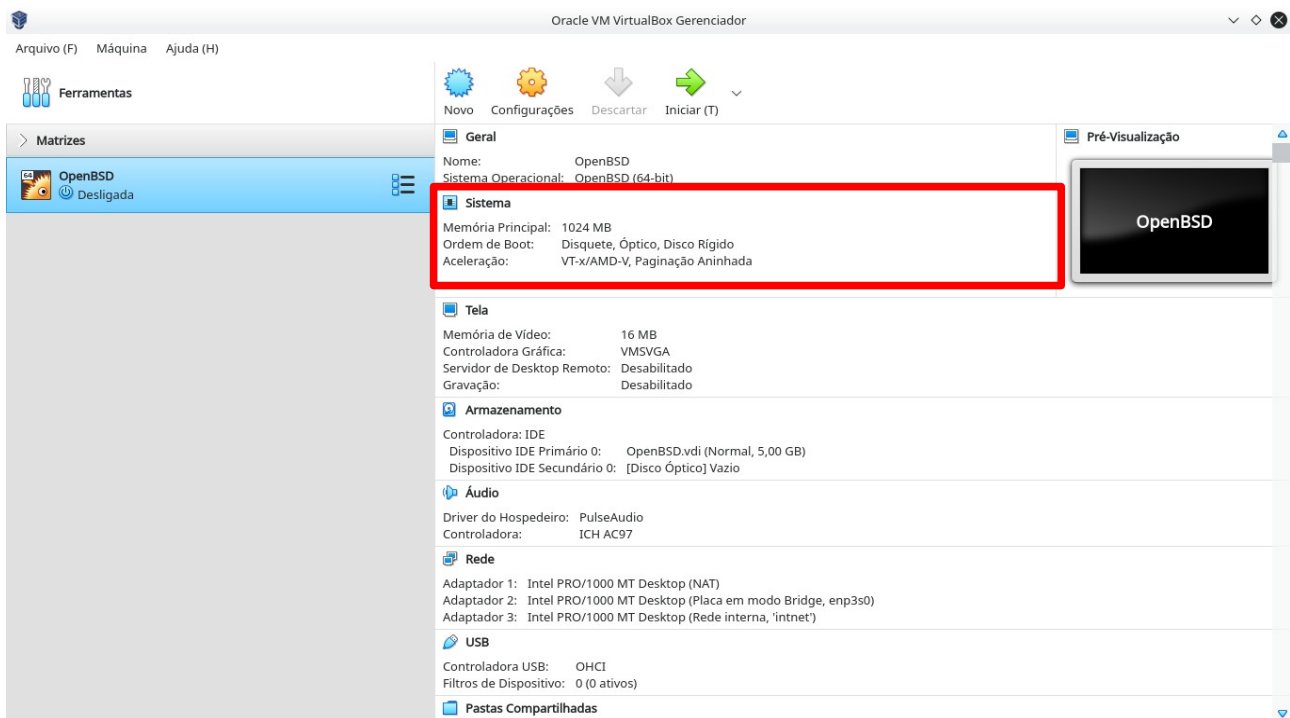 Oracle VM VirtualBox Gerenciador
Arquivo (F) Máquina Ajuda (H)
Ferramentas
Novo Configurações Descartar Iniciar (T)
Matrizes
64
OpenBSD
Desligada
Geral
Nome: OpenBSD
Sistema Operacional: OpenBSD (64-bit)
Pré-Visualização
OpenBSD
Sistema
Memória Principal: 1024 MB
Ordem de Boot: Disquete, Óptico, Disco Rígido
Aceleração: VT-x/AMD-V, Paginação Aninhada
Tela
Memória de Vídeo: 16 MB
Controladora Gráfica: VMSVGA
Servidor de Desktop Remoto: Desabilitado
Gravação: Desabilitado
Armazenamento
Controladora: IDE
Dispositivo IDE Primário 0: OpenBSD.vdi (Normal, 5,00 GB)
Dispositivo IDE Secundário 0: [Disco Óptico] Vazio
Áudio
Driver do Hospedeiro: PulseAudio
Controladora: ICH AC97
Rede
Adaptador 1: Intel PRO/1000 MT Desktop (NAT)
Adaptador 2: Intel PRO/1000 MT Desktop (Placa em modo Bridge, enp3s0)
Adaptador 3: Intel PRO/1000 MT Desktop (Rede interna, 'intnet')
USB
Controladora USB: OHCI
Filtros de Dispositivo: 0 (0 ativos)
Pastas Compartilhadas